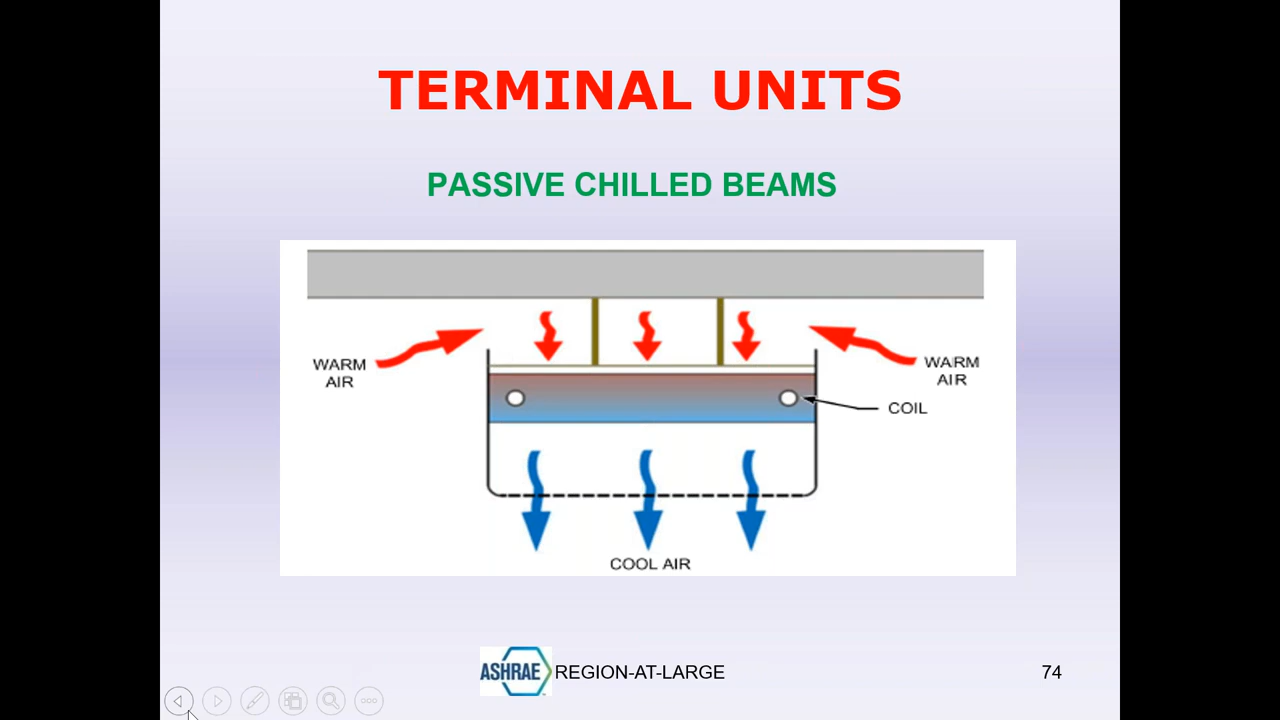 TERMINAL UNITS
PASSIVE CHILLED BEAMS
WARM
AIR
WARM
AIR
COIL
COOL AIR
ASHRAE REGION-AT-LARGE
74